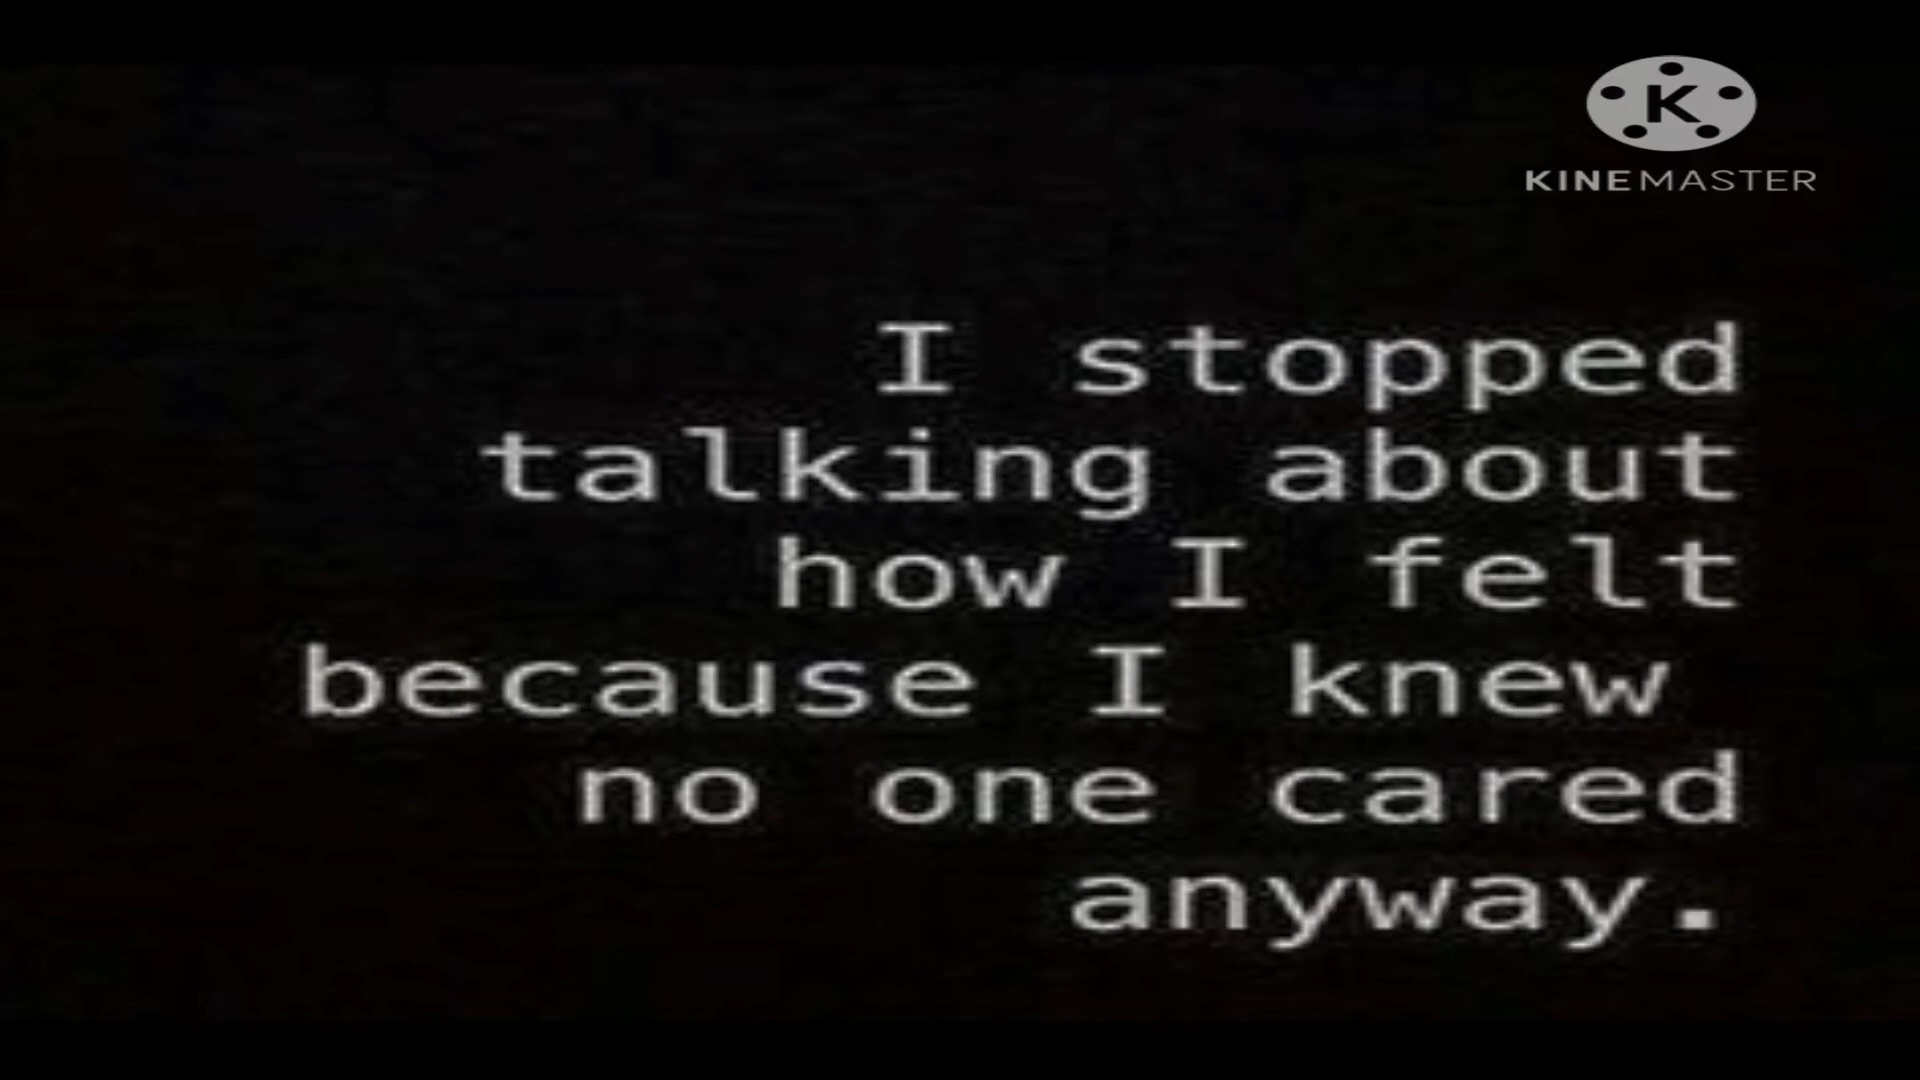 K
KINEMASTER
I stopped
talking about
how I felt
because I knew
no one cared
anyway.